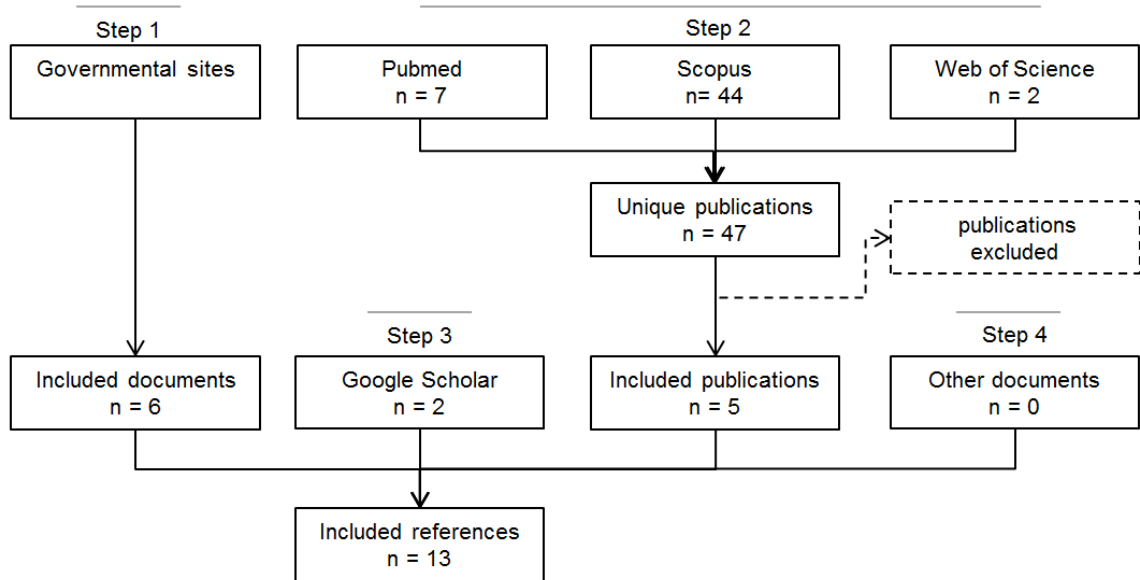 Step 1
Step 2
Governmental sites
Pubmed
n = 7
Scopus
n= 44
Web of Science
n = 2
Unique publications
n = 47
publications
excluded
Step 3
Step 4
Included documents
n = 6
Google Scholar
n = 2
Included publications
n = 5
Other documents
n = 0
Included references
n = 13